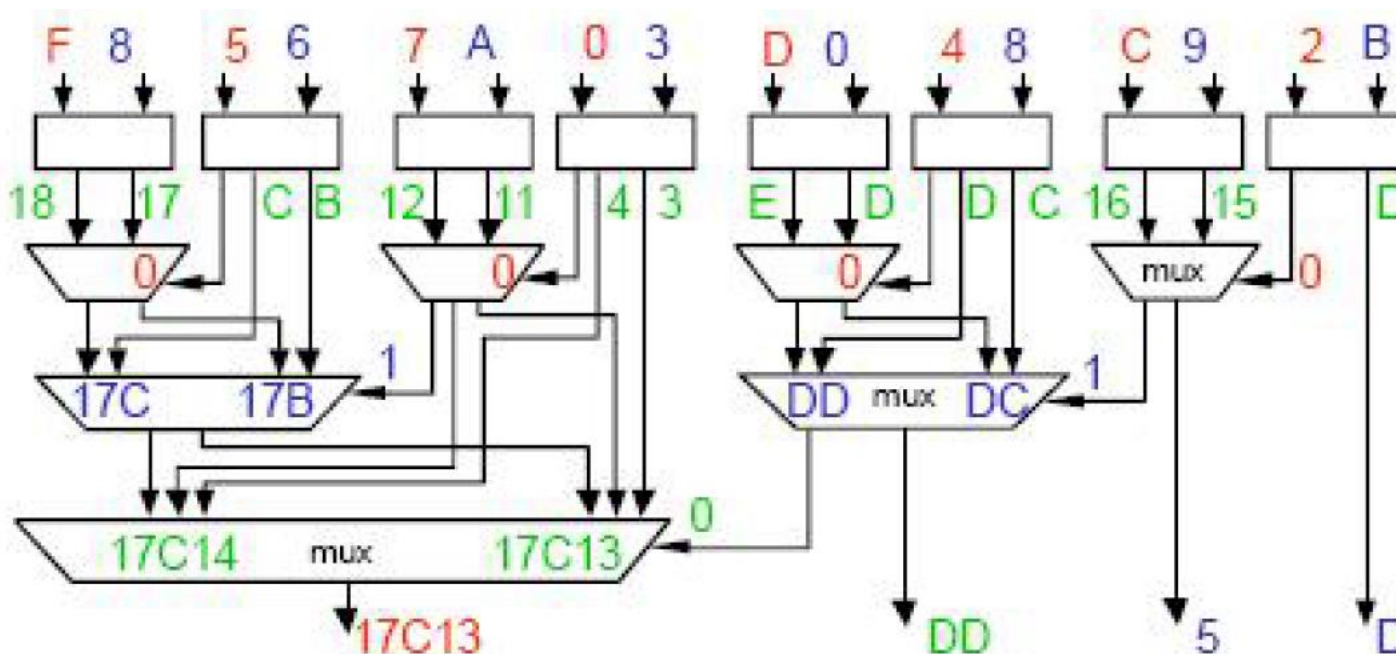 F 8 5 6 7 A 0 3 D 0 4 8 C 9 2 B
18 17 C B 12 11 4 3 E D D C 16 15 D
0 0 0 mux 0
1 1
17C 17B DD mux DC
0
17C14 mux 17C13
17C13 DD 5 D